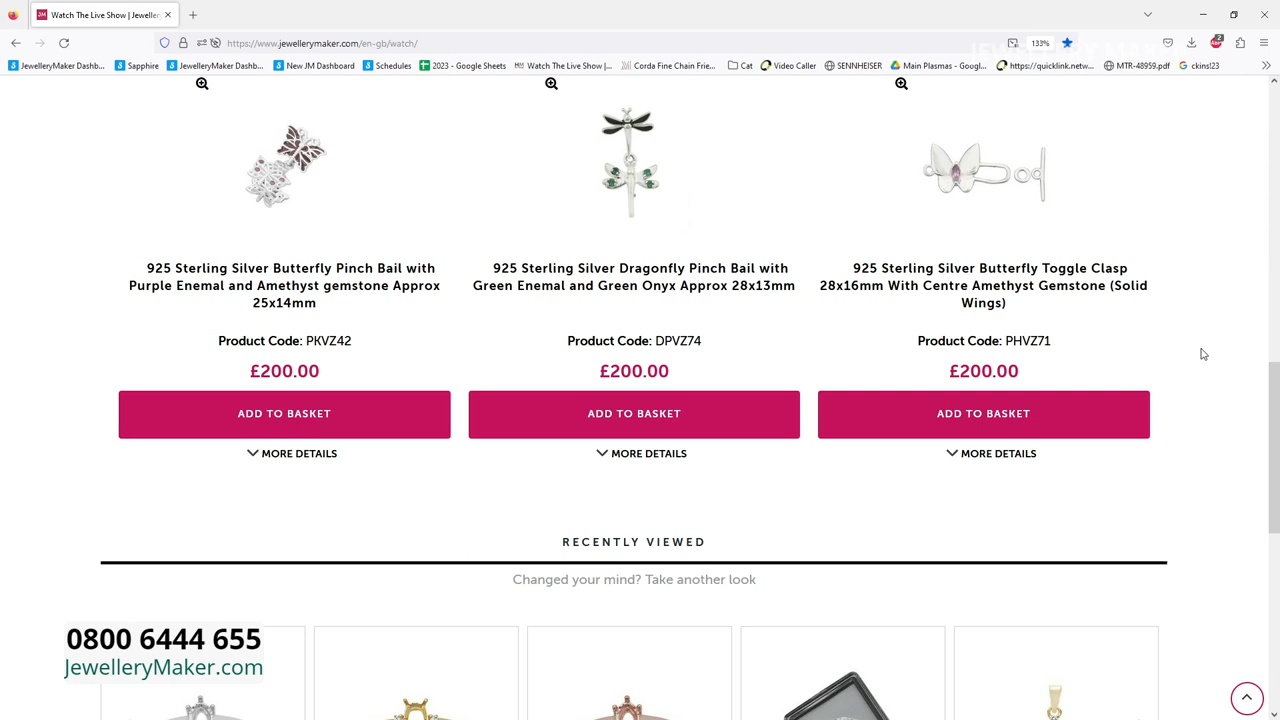 Watch The Live Show | Jeweller
https://www.jewellerymaker.com/en-gb/watch/
133%
JewelleryMaker Dashb...
Sapphire
JewelleryMaker Dashb...
New JM Dashboard
Schedules
2023 - Google Sheets
Watch The Live Show |...
Corda Fine Chain Frie...
Cat
Video Caller
SENNHEISER
Main Plasmas - Googl...
https://quicklink.netw...
MTR-48959.pdf
ckins!23
925 Sterling Silver Butterfly Pinch Bail with
Purple Enemal and Amethyst gemstone Approx
25x14mm
Product Code: PKVZ42
£200.00
ADD TO BASKET
MORE DETAILS
925 Sterling Silver Dragonfly Pinch Bail with
Green Enemal and Green Onyx Approx 28x13mm
Product Code: DPVZ74
£200.00
ADD TO BASKET
MORE DETAILS
925 Sterling Silver Butterfly Toggle Clasp
28x16mm With Centre Amethyst Gemstone (Solid
Wings)
Product Code: PHVZ71
£200.00
ADD TO BASKET
MORE DETAILS
RECENTLY VIEWED
Changed your mind? Take another look
0800 6444 655
JewelleryMaker.com